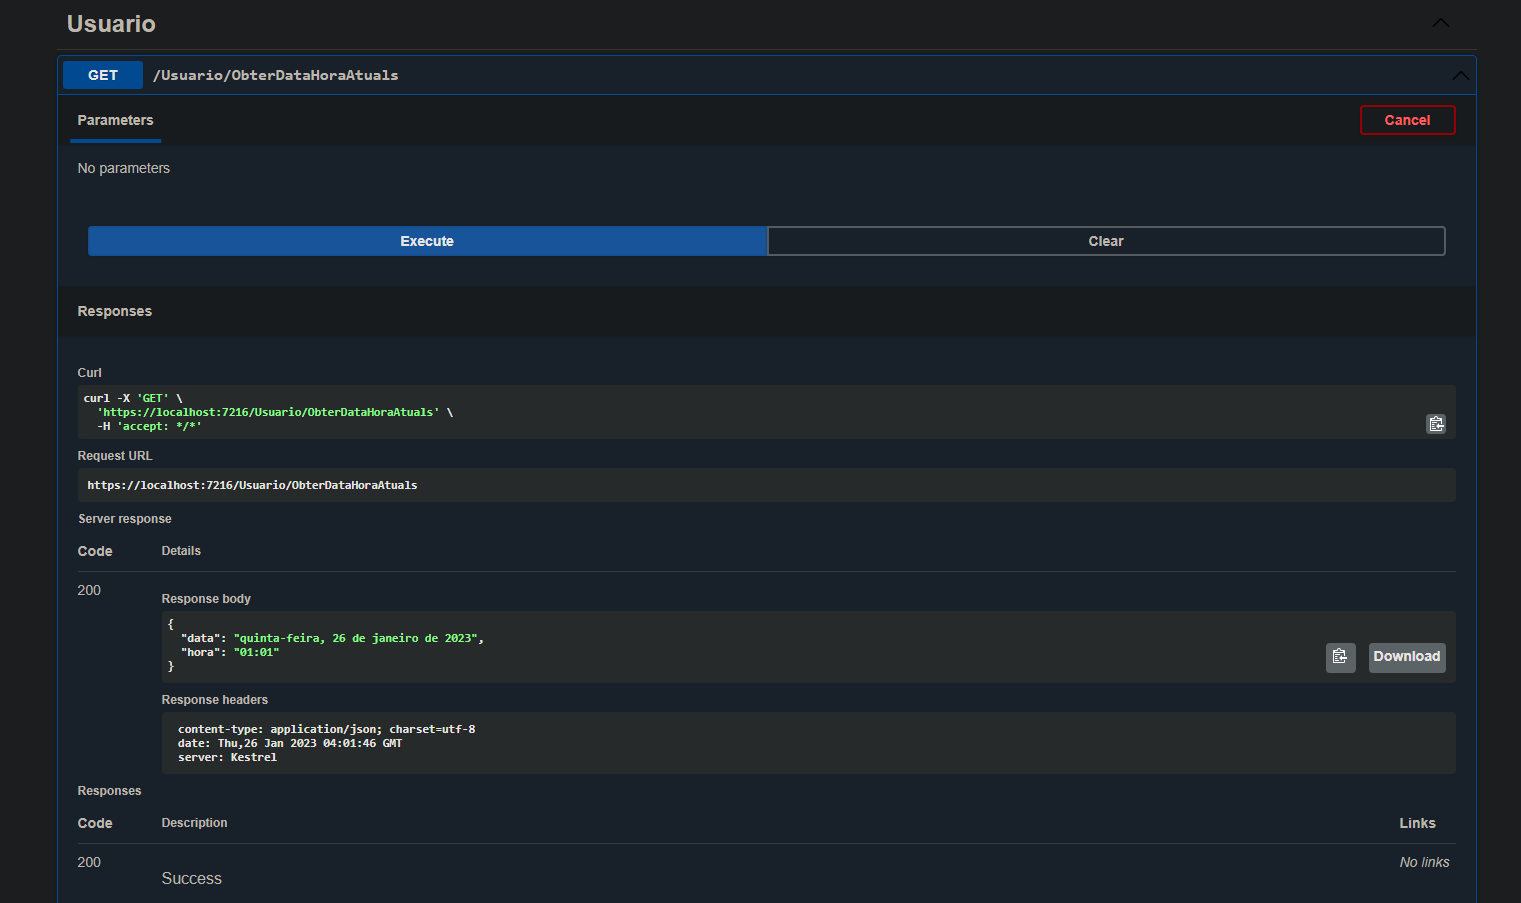 Usuario
GET /Usuario/ObterDataHoraAtuals
Parameters
Cancel
No parameters
Execute
Clear
Responses
Curl
curl -X 'GET' \
'https://localhost:7216/Usuario/ObterDataHoraAtuals' \
-H 'accept: */*'
Request URL
https://localhost:7216/Usuario/ObterDataHoraAtuals
Server response
Code Details
200
Response body
{
"data": "quinta-feira, 26 de janeiro de 2023",
"hora": "01:01"
}
Download
Response headers
content-type: application/json; charset=utf-8
date: Thu,26 Jan 2023 04:01:46 GMT
server: Kestrel
Responses
Code Description Links
200 No links
Success